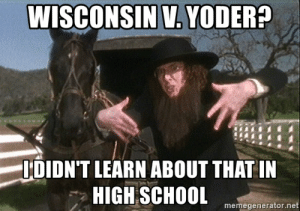 WISCONSIN V. YODER?
I DIDN'T LEARN ABOUT THAT IN
HIGH SCHOOL
memegenerator.net